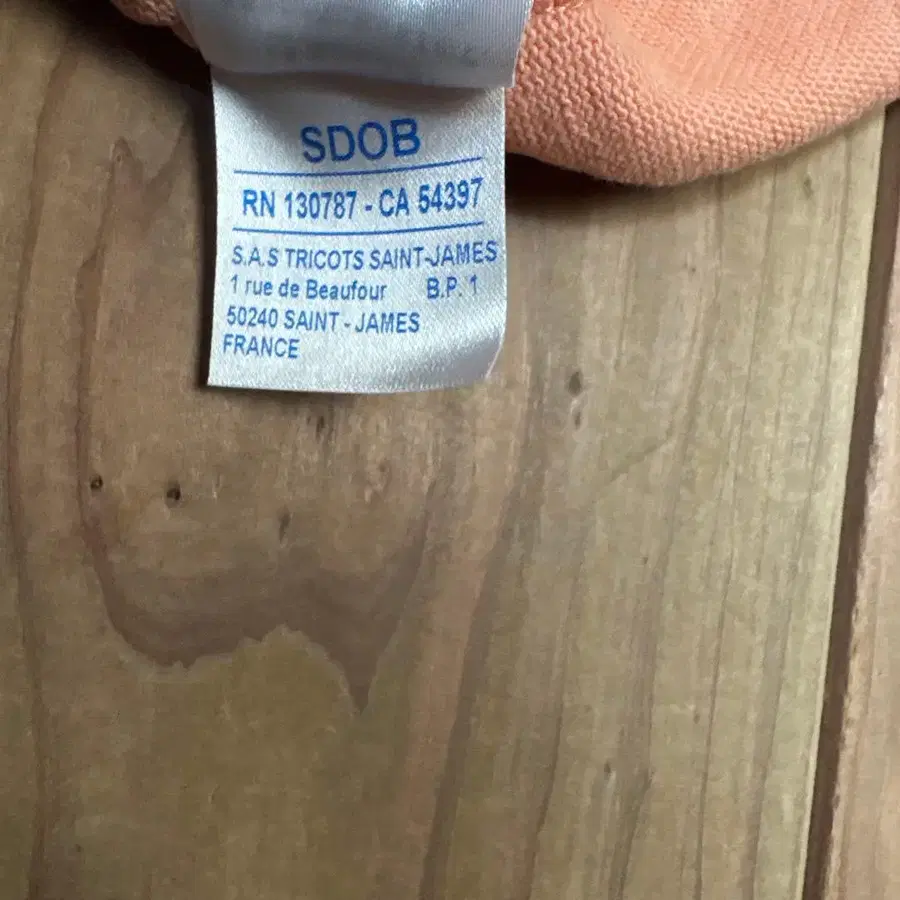 SDOB
RN 130787 - CA 54397
S.A.S TRICOTS SAINT-JAMES
1 rue de Beaufour B.P. 1
50240 SAINT - JAMES
FRANCE